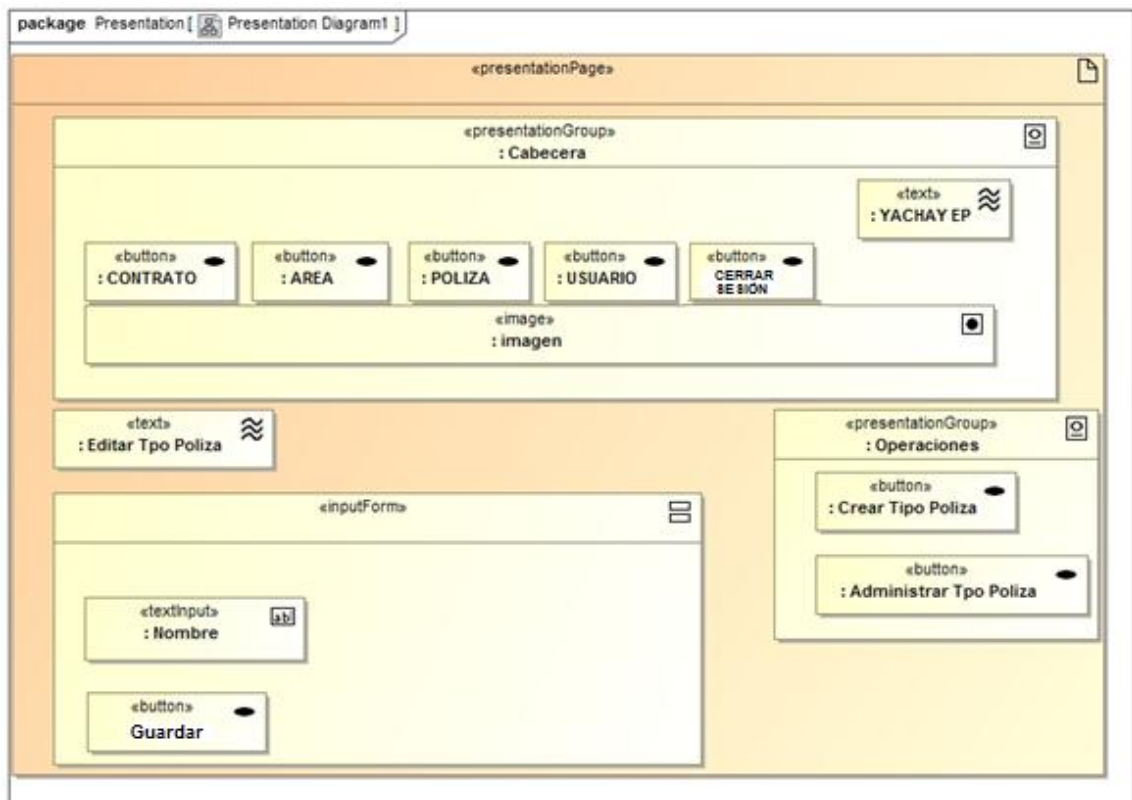 package Presentation [ Presentation Diagram1 ]
«presentationPage»
«presentationGroup»
: Cabecera
«text»
: YACHAY EP
«button»
: CONTRATO
«button»
: AREA
«button»
: POLIZA
«button»
: USUARIO
«button»
CERRAR
SESIÓN
«image»
: imagen
«text»
: Editar Tpo Poliza
«presentationGroup»
: Operaciones
«button»
: Crear Tipo Poliza
«button»
: Administrar Tpo Poliza
«inputForm»
«textInput»
: Nombre
ab
«button»
Guardar